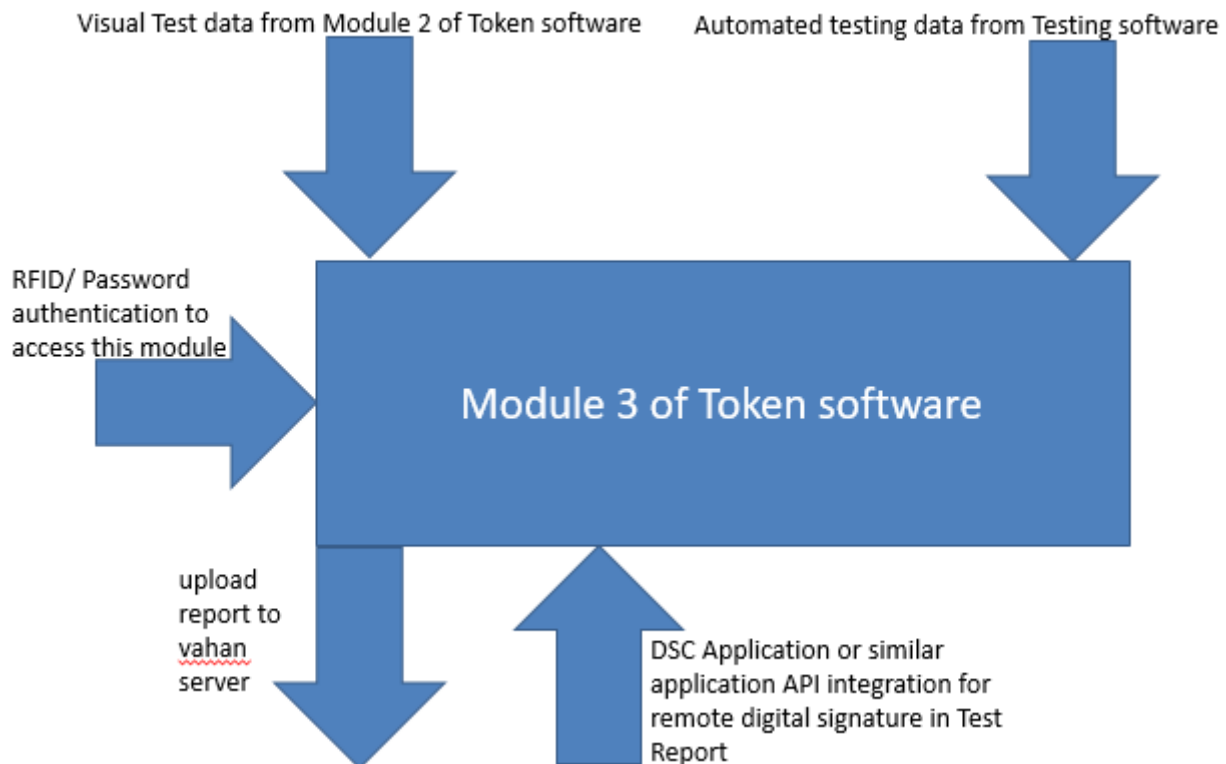 Visual Test data from Module 2 of Token software
Automated testing data from Testing software
RFID/ Password
authentication to
access this module
Module 3 of Token software
upload
report to
vahan
server
DSC Application or similar
application API integration for
remote digital signature in Test
Report